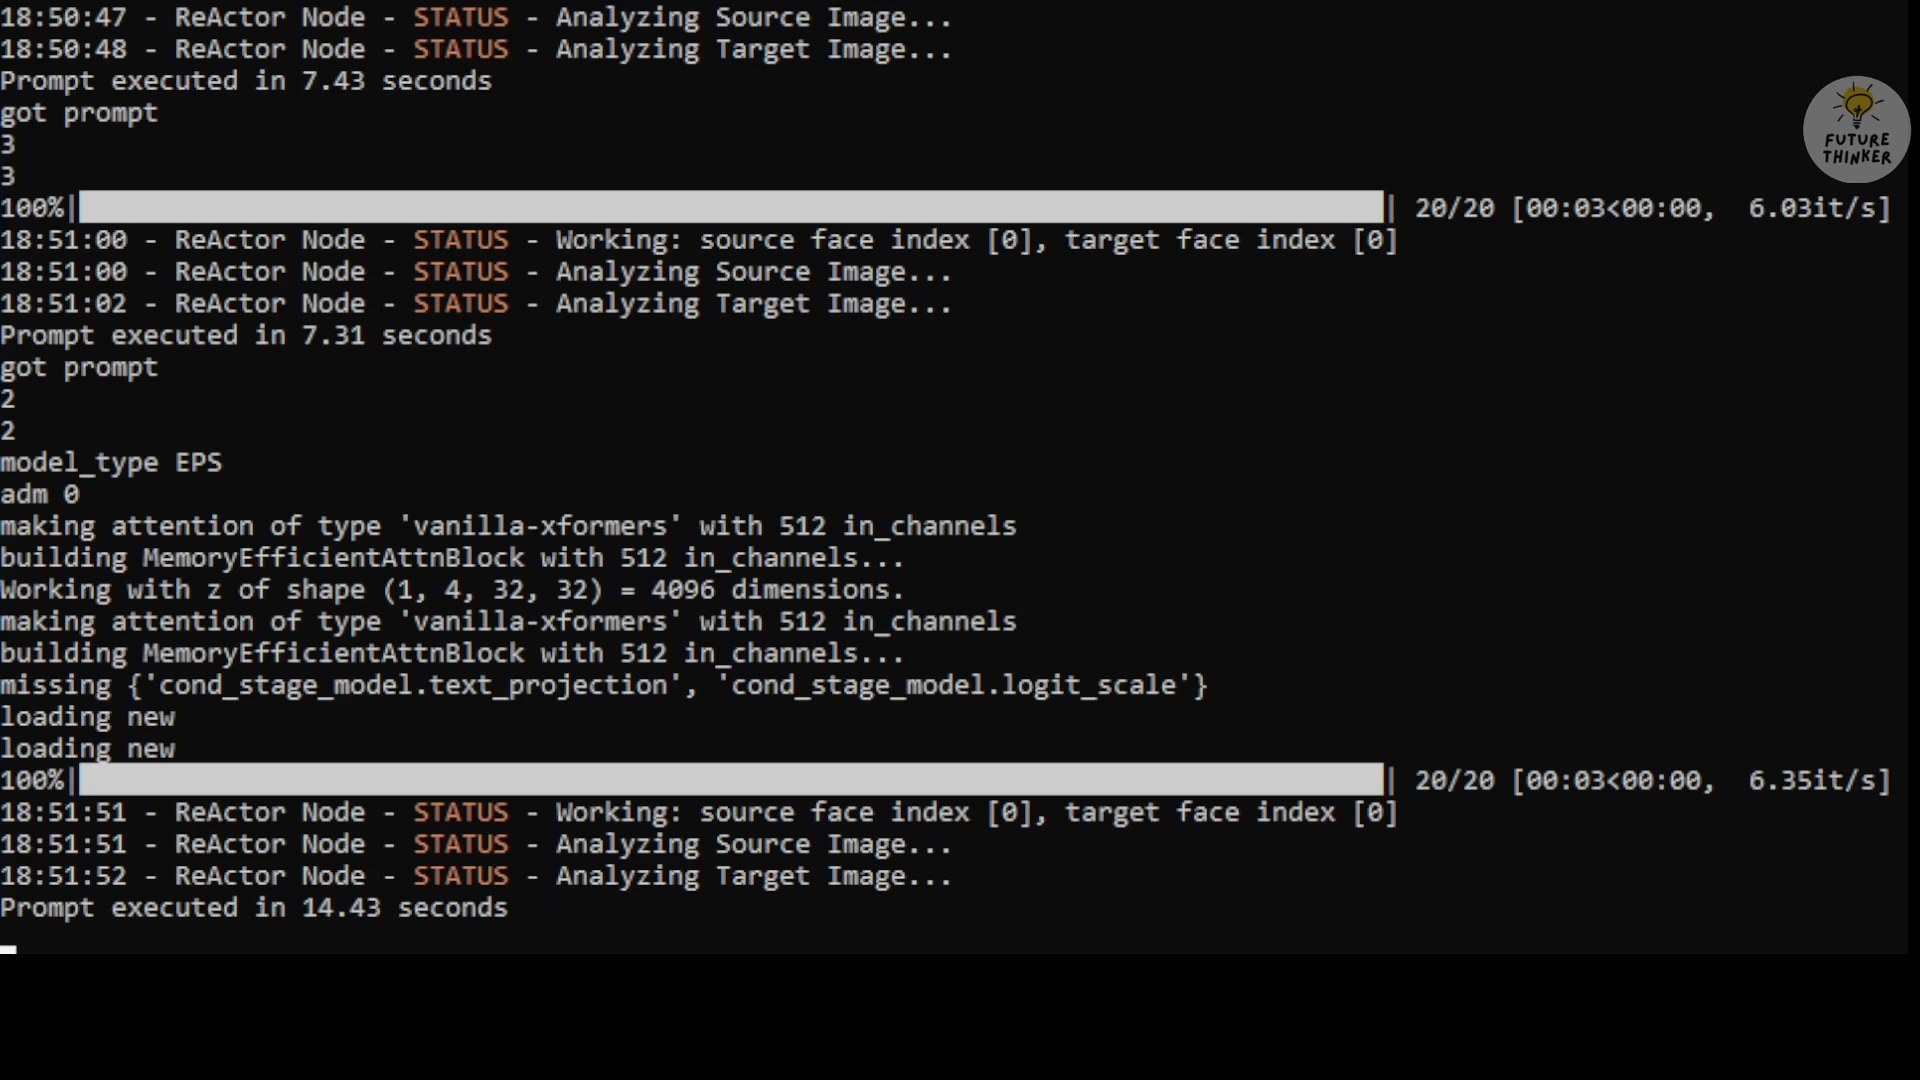 18:50:47 - ReActor Node - STATUS - Analyzing Source Image...
18:50:48 - ReActor Node - STATUS - Analyzing Target Image...
Prompt executed in 7.43 seconds
got prompt
3
3
100%| | 20/20 [00:03<00:00, 6.03it/s]
18:51:00 - ReActor Node - STATUS - Working: source face index [0], target face index [0]
18:51:00 - ReActor Node - STATUS - Analyzing Source Image...
18:51:02 - ReActor Node - STATUS - Analyzing Target Image...
Prompt executed in 7.31 seconds
got prompt
2
2
model_type EPS
adm 0
making attention of type 'vanilla-xformers' with 512 in_channels
building MemoryEfficientAttnBlock with 512 in_channels...
Working with z of shape (1, 4, 32, 32) = 4096 dimensions.
making attention of type 'vanilla-xformers' with 512 in_channels
building MemoryEfficientAttnBlock with 512 in_channels...
missing {'cond_stage_model.text_projection', 'cond_stage_model.logit_scale'}
loading new
loading new
100%| | 20/20 [00:03<00:00, 6.35it/s]
18:51:51 - ReActor Node - STATUS - Working: source face index [0], target face index [0]
18:51:51 - ReActor Node - STATUS - Analyzing Source Image...
18:51:52 - ReActor Node - STATUS - Analyzing Target Image...
Prompt executed in 14.43 seconds
FUTURE
THINKER